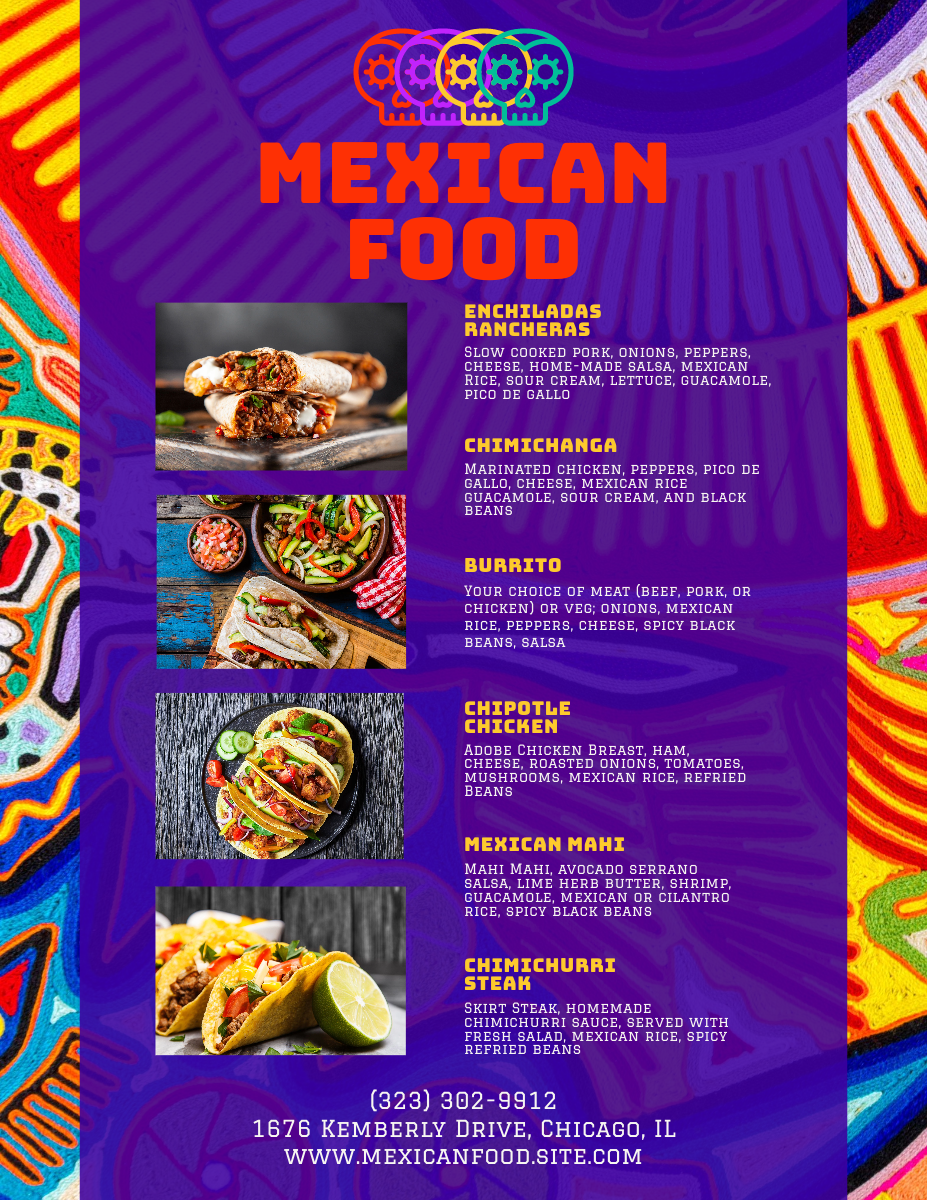 MEXICAN
FOOD
ENCHILADAS
RANCHERAS
Slow cooked pork, onions, peppers,
cheese, home-made salsa, Mexican
Rice, sour cream, lettuce, guacamole,
pico de gallo
CHIMICHANGA
Marinated chicken, peppers, pico de
gallo, cheese, mexican rice
guacamole, sour cream, and black
beans
BURRITO
Your choice of meat (beef, pork, or
chicken) or veg; onions, mexican
rice, peppers, cheese, spicy black
beans, salsa
CHIPOTLE
CHICKEN
Adobe Chicken Breast, ham,
cheese, roasted onions, tomatoes,
mushrooms, mexican rice, refried
Beans
MEXICAN MAHI
Mahi Mahi, avocado serrano
salsa, lime herb butter, shrimp,
guacamole, mexican or cilantro
rice, spicy black beans
CHIMICHURRI
STEAK
Skirt Steak, homemade
chimichurri sauce, served with
fresh salad, mexican rice, spicy
refried beans
(323) 302-9912
1676 Kemberly Drive, Chicago, IL
www.mexicanfood.site.com